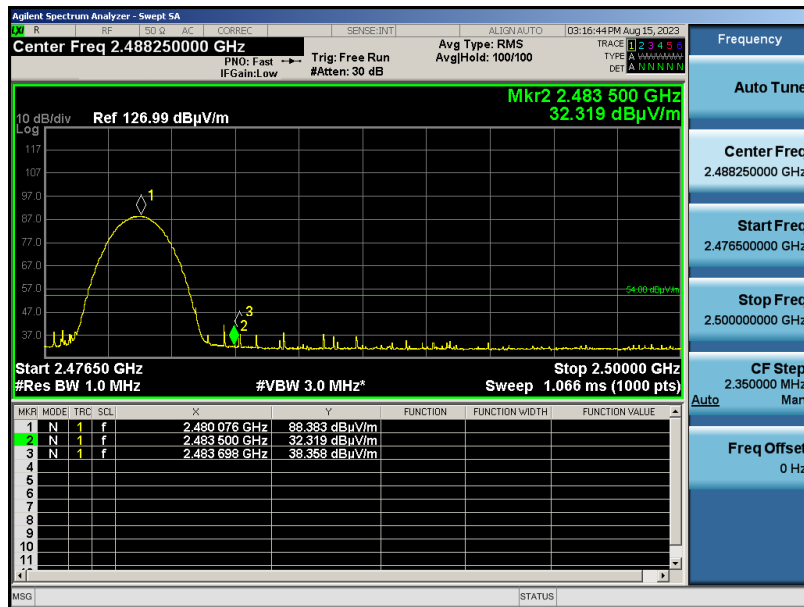 Agilent Spectrum Analyzer - Swept SA
LXI R RF 50 Ω AC CORREC SENSE:INT ALIGN AUTO 03:16:44 PM Aug 15, 2023
Center Freq 2.488250000 GHz
PNO: Fast
IFGain:Low
Trig: Free Run
#Atten: 30 dB
Avg Type: RMS
Avg|Hold: 100/100
TRACE 1 2 3 4 5 6
TYPE A
DET A N N N N N
Mkr2 2.483 500 GHz
32.319 dBµV/m
10 dB/div Ref 126.99 dBµV/m
Log
117
107
97.0
87.0
77.0
67.0
57.0
47.0
37.0
1
3
2
54.00 dBµV/m
Start 2.47650 GHz Stop 2.50000 GHz
#Res BW 1.0 MHz #VBW 3.0 MHz* Sweep 1.066 ms (1000 pts)
MKR MODE TRC SCL X Y FUNCTION FUNCTION WIDTH FUNCTION VALUE
1 N 1 f 2.480 076 GHz 88.383 dBµV/m
2 N 1 f 2.483 500 GHz 32.319 dBµV/m
3 N 1 f 2.483 698 GHz 38.358 dBµV/m
4
5
6
7
8
9
10
11
MSG STATUS
Frequency
Auto Tune
Center Freq
2.488250000 GHz
Start Freq
2.476500000 GHz
Stop Freq
2.500000000 GHz
CF Step
2.350000 MHz
Auto Man
Freq Offset
0 Hz